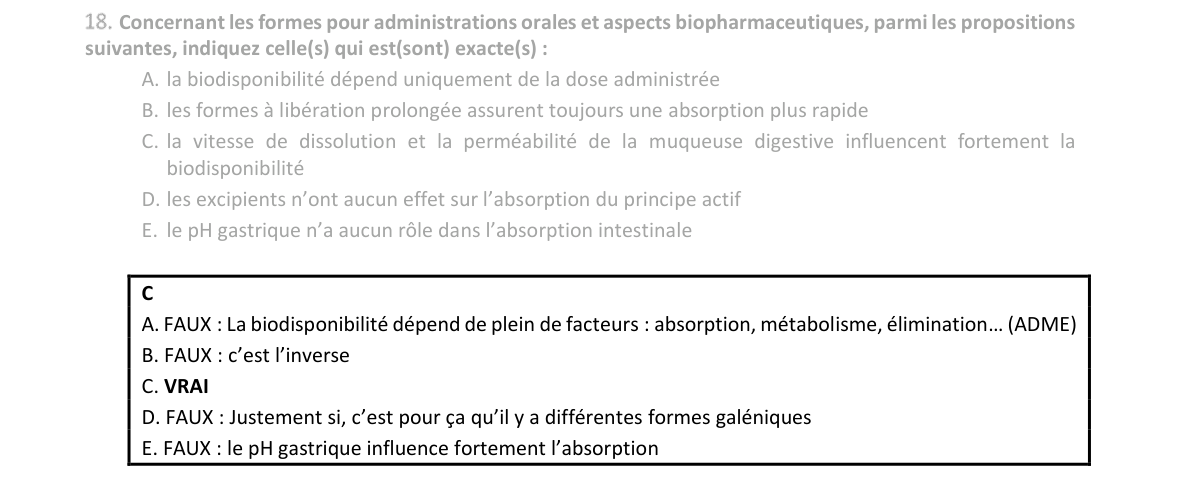 18. Concernant les formes pour administrations orales et aspects biopharmaceutiques, parmi les propositions
suivantes, indiquez celle(s) qui est(sont) exacte(s) :
A. la biodisponibilité dépend uniquement de la dose administrée
B. les formes à libération prolongée assurent toujours une absorption plus rapide
C. la vitesse de dissolution et la perméabilité de la muqueuse digestive influencent fortement la
biodisponibilité
D. les excipients n’ont aucun effet sur l’absorption du principe actif
E. le pH gastrique n’a aucun rôle dans l’absorption intestinale
C
A. FAUX : La biodisponibilité dépend de plein de facteurs : absorption, métabolisme, élimination… (ADME)
B. FAUX : c’est l’inverse
C. VRAI
D. FAUX : Justement si, c’est pour ça qu’il y a différentes formes galéniques
E. FAUX : le pH gastrique influence fortement l’absorption